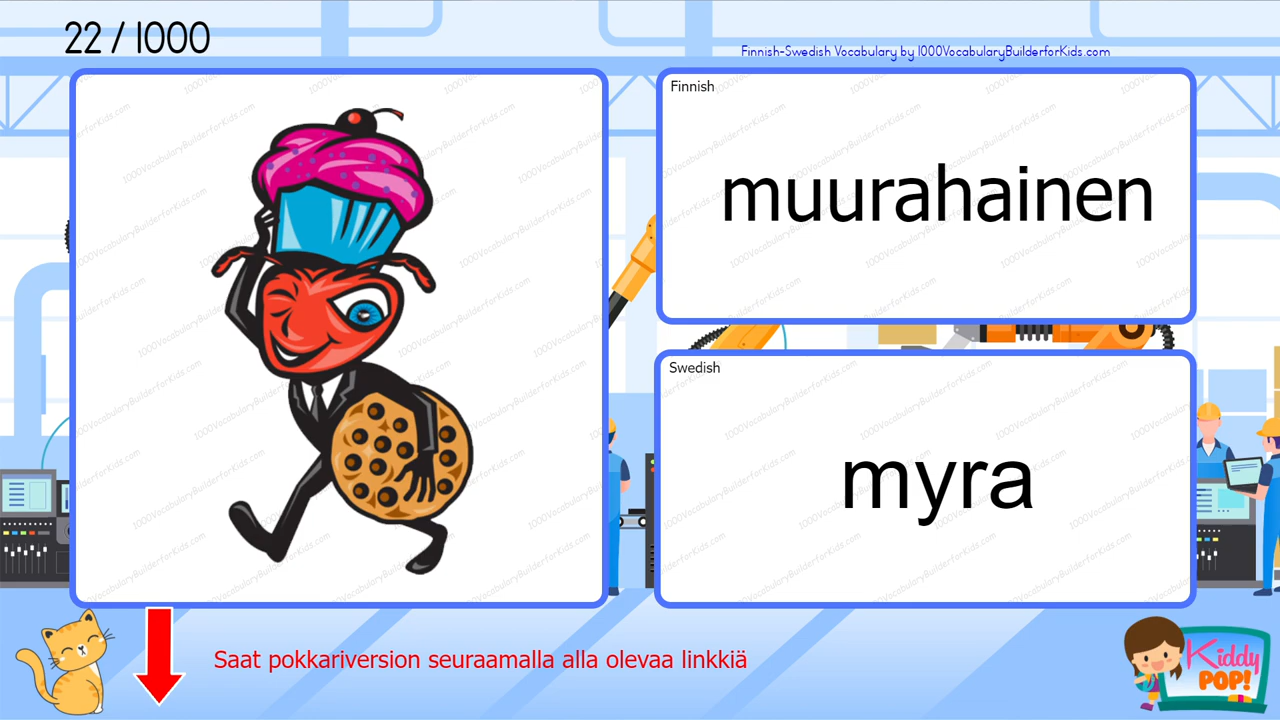 22 / 1000
Finnish-Swedish Vocabulary by 1000VocabularyBuilderforKids.com
Finnish
muurahainen
Swedish
myra
Saat pokkariversion seuraamalla alla olevaa linkkiä
Kiddy
POP!